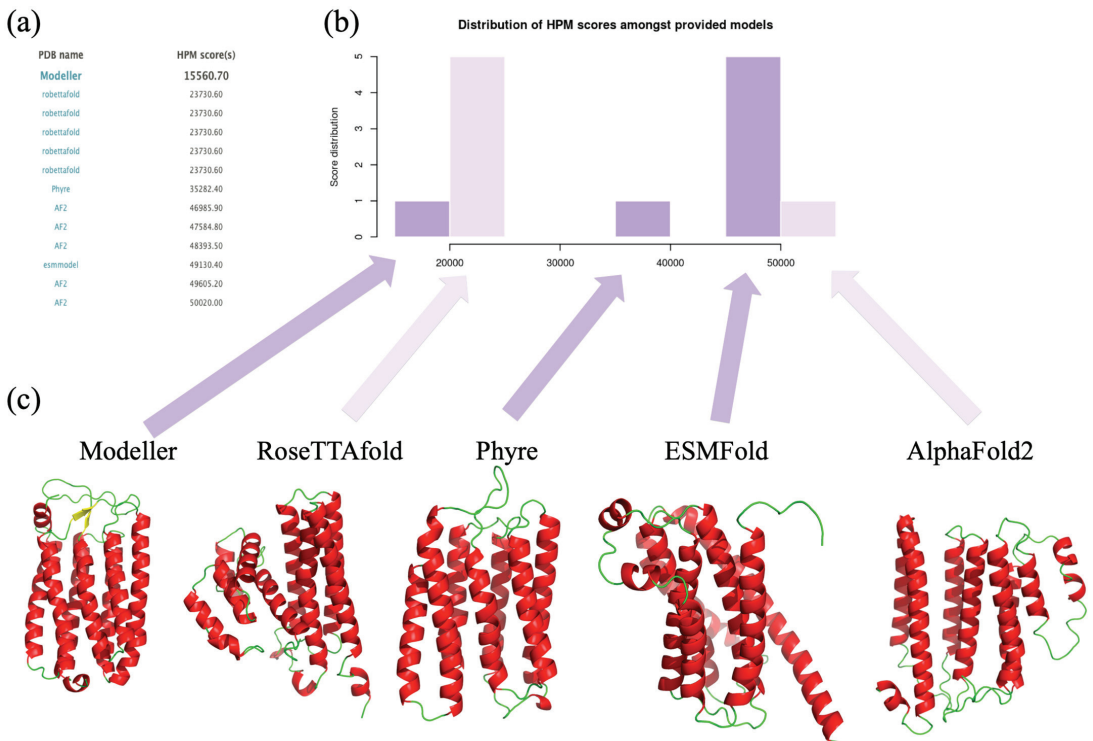 (a)
PDB name HPM score(s)
Modeller 15560.70
robettafold 23730.60
robettafold 23730.60
robettafold 23730.60
robettafold 23730.60
robettafold 23730.60
Phyre 35282.40
AF2 46985.90
AF2 47584.80
AF2 48393.50
esmmodel 49130.40
AF2 49605.20
AF2 50020.00
(b)
Distribution of HPM scores amongst provided models
Score distribution
5
4
3
2
1
0
20000 30000 40000 50000
(c)
Modeller RoseTTAfold Phyre ESMFold AlphaFold2